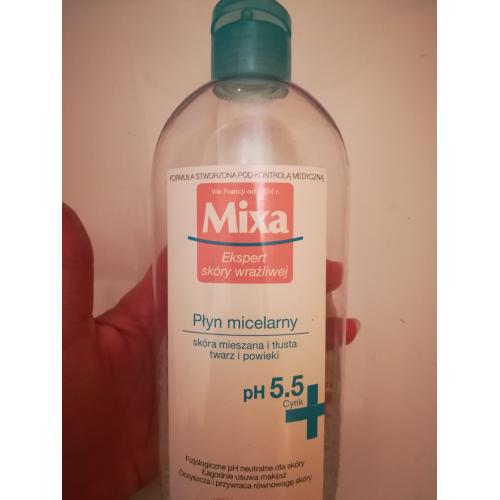 FORMUŁA STWORZONA POD KONTROLĄ MEDYCZNĄ
We Francji od 1924 r.
Mixa
Ekspert
skóry wrażliwej
Płyn micelarny
skóra mieszana i tłusta
twarz i powieki
pH 5.5
Cynk +
Fizjologiczne pH neutralne dla skóry
Łagodnie usuwa makijaż
Oczyszcza i przywraca równowagę skóry